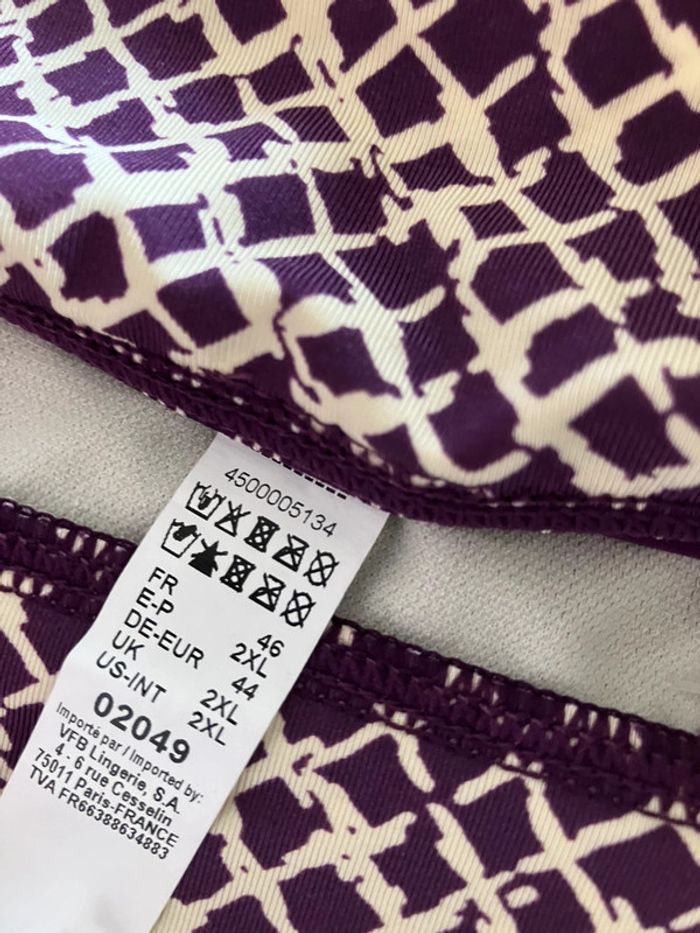 4500005134
FR 46
E-P 2XL
DE-EUR 44
UK 2XL
US-INT 2XL
02049
Importé par / Imported by:
VFB Lingerie, S.A.
4, 6 rue Cesselin
75011 Paris-FRANCE
TVA FR66388634883